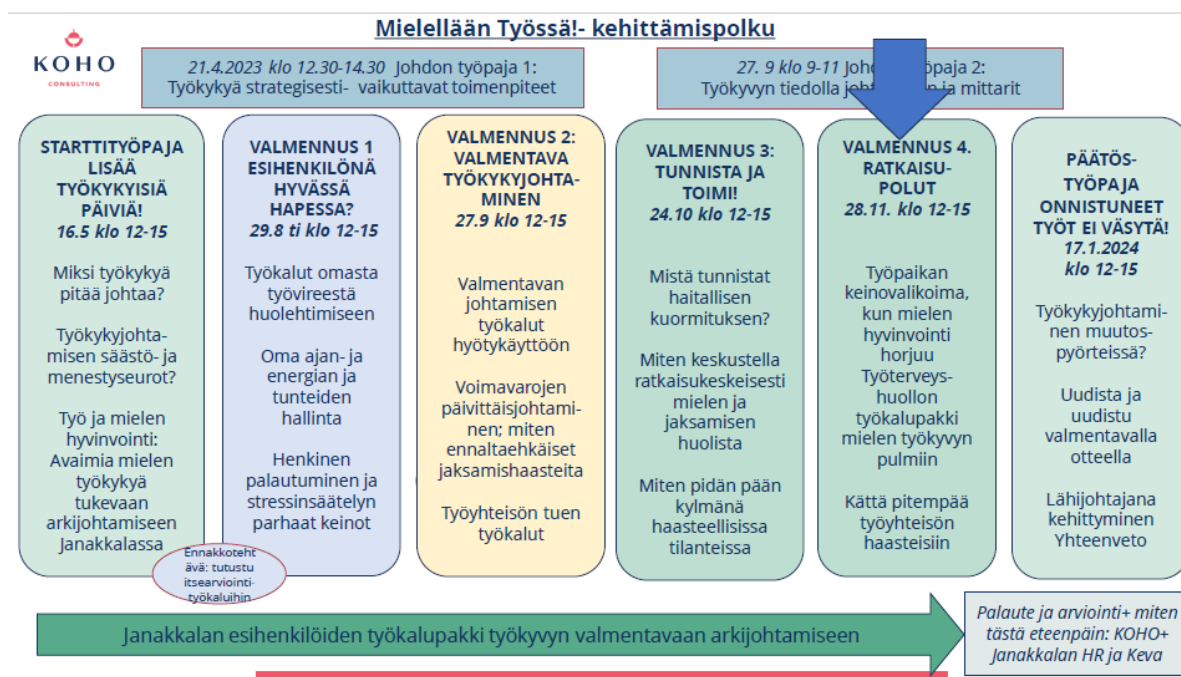 Mielellään Työssä!- kehittämispolku
KOHO
CONSULTING
21.4.2023 klo 12.30-14.30 Johdon työpaja 1:
Työkykyä strategisesti- vaikuttavat toimenpiteet
27. 9 klo 9-11 Joh paja 2:
Työkyvyn tiedolla joh n ja mittarit
STARTTITYÖPAJA
LISÄÄ
TYÖKYKYISIÄ
PÄIVIÄ!
16.5 klo 12-15
Miksi työkykyä
pitää johtaa?
Työkykyjohta-
misen säästö- ja
menestyseurot?
Työ ja mielen
hyvinvointi:
Avaimia mielen
työkykyä
tukevaan
arkijohtamiseen
Janakkalassa
Ennakkoteht
ävä: tutustu
itsearviointi-
työkaluihin
VALMENNUS 1
ESIHENKILÖNÄ
HYVÄSSÄ
HAPESSA?
29.8 ti klo 12-15
Työkalut omasta
työvireestä
huolehtimiseen
Oma ajan- ja
energian ja
tunteiden
hallinta
Henkinen
palautuminen ja
stressinsäätelyn
parhaat keinot
VALMENNUS 2:
VALMENTAVA
TYÖKYKYJOHTA-
MINEN
27.9 klo 12-15
Valmentavan
johtamisen
työkalut
hyötykäyttöön
Voimavarojen
päivittäisjohtami-
nen; miten
ennaltaehkäiset
jaksamishaasteita
Työyhteisön tuen
työkalut
VALMENNUS 3:
TUNNISTA JA
TOIMI!
24.10 klo 12-15
Mistä tunnistat
haitallisen
kuormituksen?
Miten keskustella
ratkaisukeskeisesti
mielen ja
jaksamisen
huolista
Miten pidän pään
kylmänä
haasteellisissa
tilanteissa
VALMENNUS 4.
RATKAISU-
POLUT
28.11. klo 12-15
Työpaikan
keinovalikoima,
kun mielen
hyvinvointi
horjuu
Työterveys-
huollon
työkalupakki
mielen työkyvyn
pulmiin
Kättä pitempää
työyhteisön
haasteisiin
PÄÄTÖS-
TYÖPAJA
ONNISTUNEET
TYÖT EI VÄSYTÄ!
17.1.2024
klo 12-15
Työkykyjohtami-
nen muutos-
pyörteissä?
Uudista ja
uudistu
valmentavalla
otteella
Lähijohtajana
kehittyminen
Yhteenveto
Janakkalan esihenkilöiden työkalupakki työkyvyn valmentavaan arkijohtamiseen
Palaute ja arviointi+ miten
tästä eteenpäin: KOHO+
Janakkalan HR ja Keva